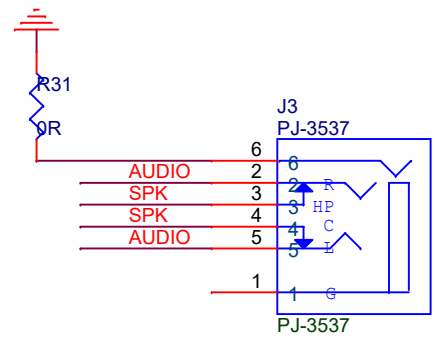 R31
0R
J3
PJ-3537
6 6
AUDIO 2 2 R
SPK 3 3 HP
SPK 4 4 C
AUDIO 5 5 L
1 1 G
PJ-3537